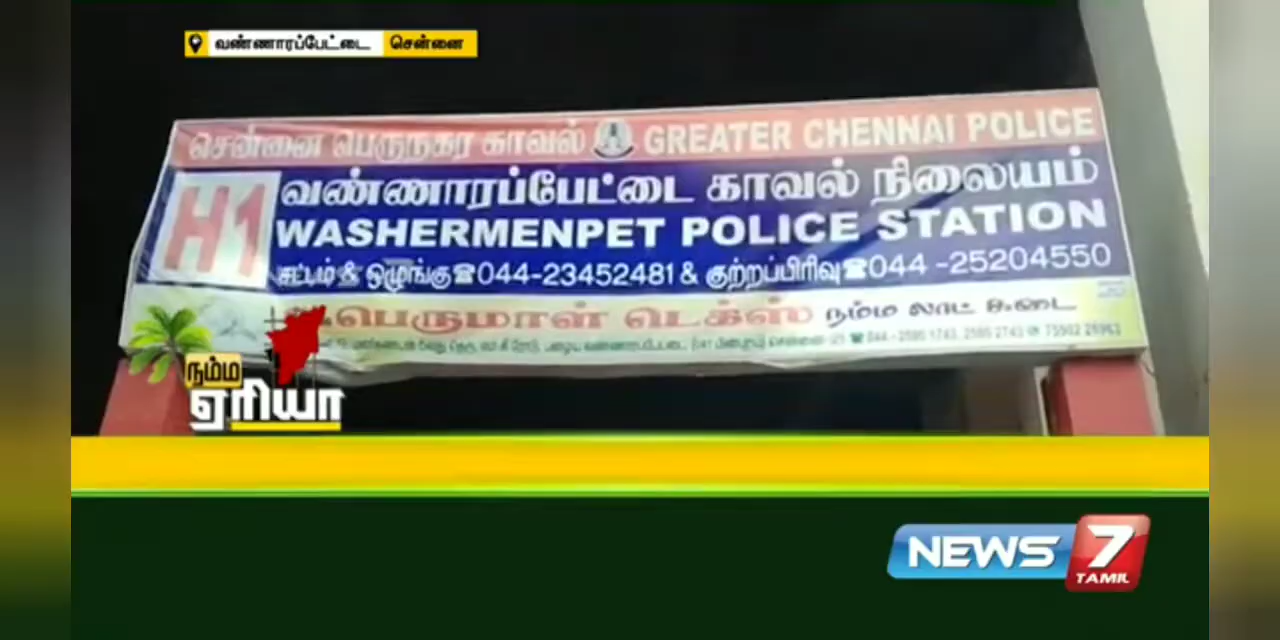 வண்ணாரப்பேட்டை சென்னை
சென்னை பெருநகர காவல் GREATER CHENNAI POLICE
H1
வண்ணாரப்பேட்டை காவல் நிலையம்
WASHERMENPET POLICE STATION
சட்டம் & ஒழுங்கு ☎ 044-23452481 & குற்றப்பிரிவு ☎ 044 -25204550
பெருமாள் டெக்ஸ் நம்ம லாட் கடை
நம்ம
ஏரியா
NEWS 7
TAMIL